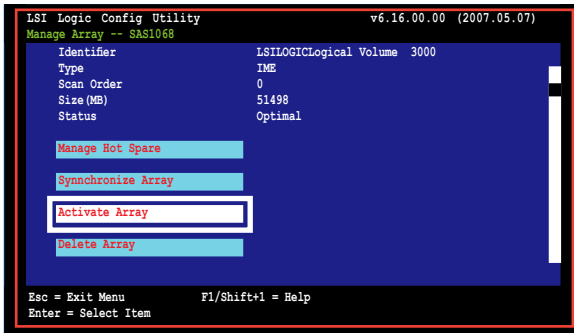 LSI Logic Config Utility v6.16.00.00 (2007.05.07)
Manage Array -- SAS1068
Identifier LSILOGICLogical Volume 3000
Type IME
Scan Order 0
Size(MB) 51498
Status Optimal
Manage Hot Spare
Synnchronize Array
Activate Array
Delete Array
Esc = Exit Menu F1/Shift+1 = Help
Enter = Select Item